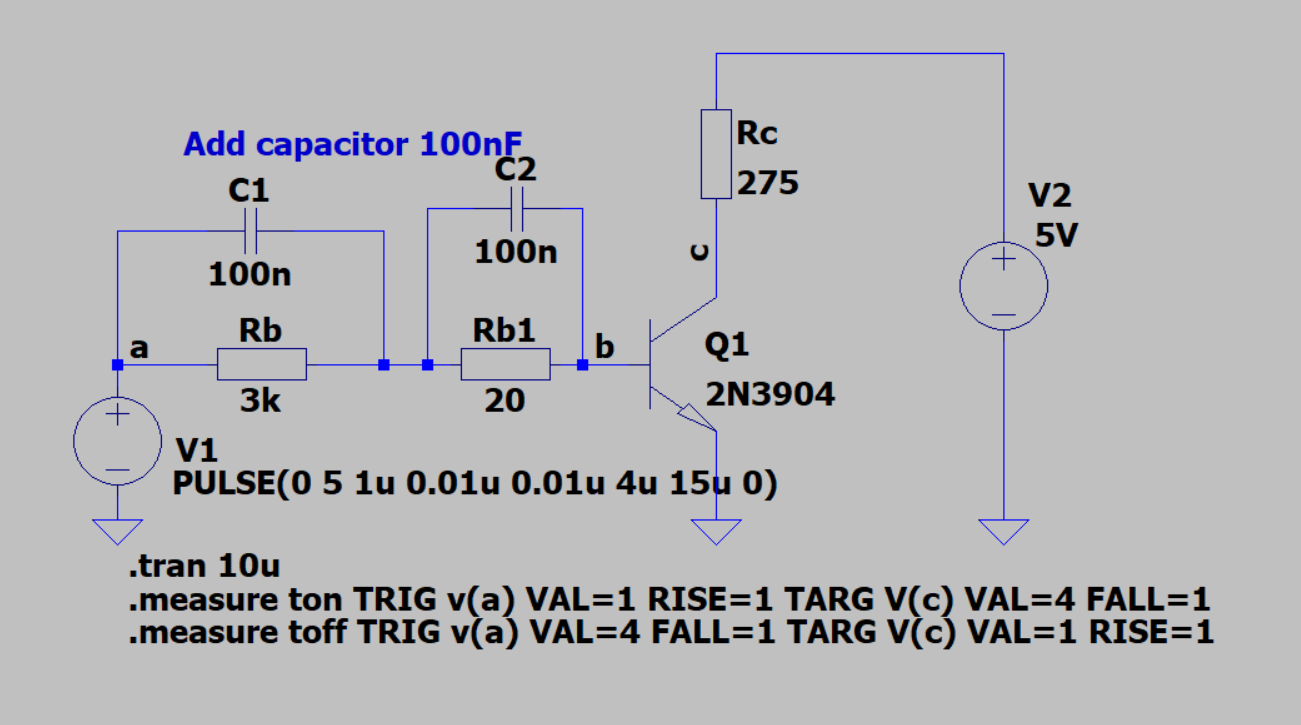 Add capacitor 100nF
C1
100n
C2
100n
Rc
275
V2
5V
c
a
Rb
3k
Rb1
20
b
Q1
2N3904
V1
PULSE(0 5 1u 0.01u 0.01u 4u 15u 0)
.tran 10u
.measure ton TRIG v(a) VAL=1 RISE=1 TARG V(c) VAL=4 FALL=1
.measure toff TRIG v(a) VAL=4 FALL=1 TARG V(c) VAL=1 RISE=1